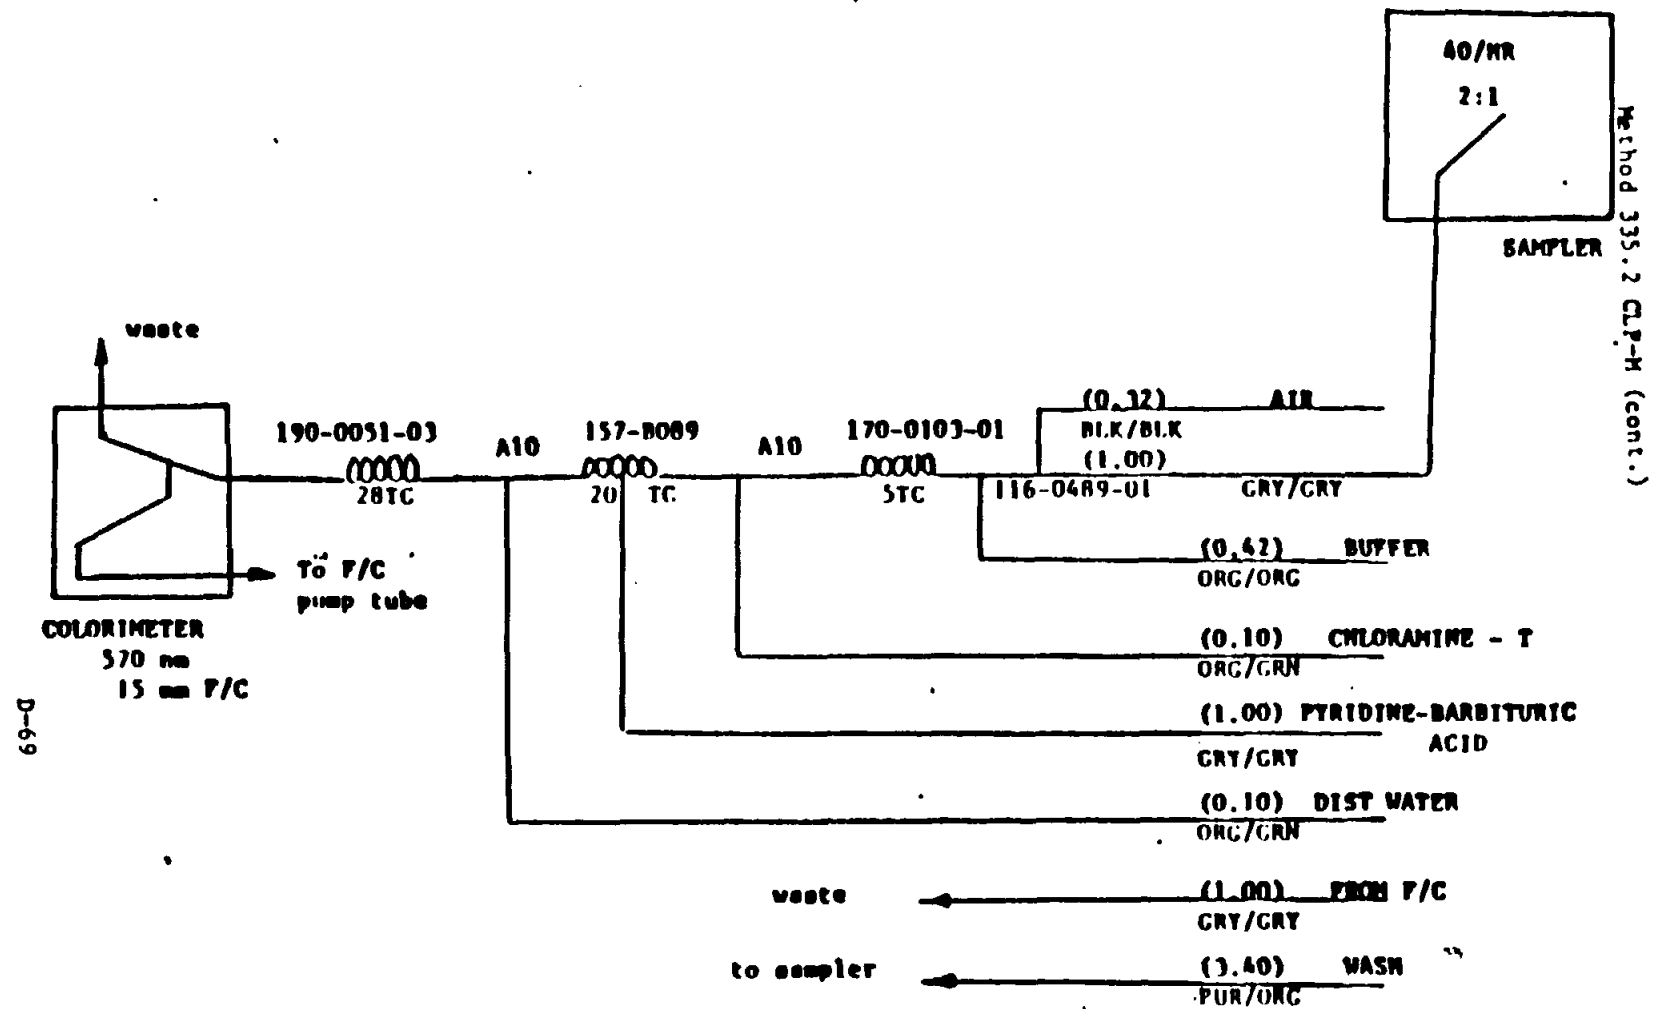 40/HR
2:1
SAMPLER
Method 335.2 CLP-M (cont.)
waste
(0.32) AIR
BLK/BLK
190-0051-03
A10
157-B089
A10
170-0103-01
(1.00)
28TC
20 TC
5TC
116-0489-01
GRY/GRY
(0.42) BUFFER
ORG/ORG
To F/C
pump tube
COLORIMETER
570 nm
15 mm F/C
(0.10) CHLORAMINE - T
ORG/GRN
(1.00) PYRIDINE-BARBITURIC
ACID
GRY/GRY
D-69
(0.10) DIST WATER
ORG/GRN
waste
(1.00) FROM F/C
GRY/GRY
to sampler
(3.40) WASH
PUR/ORG